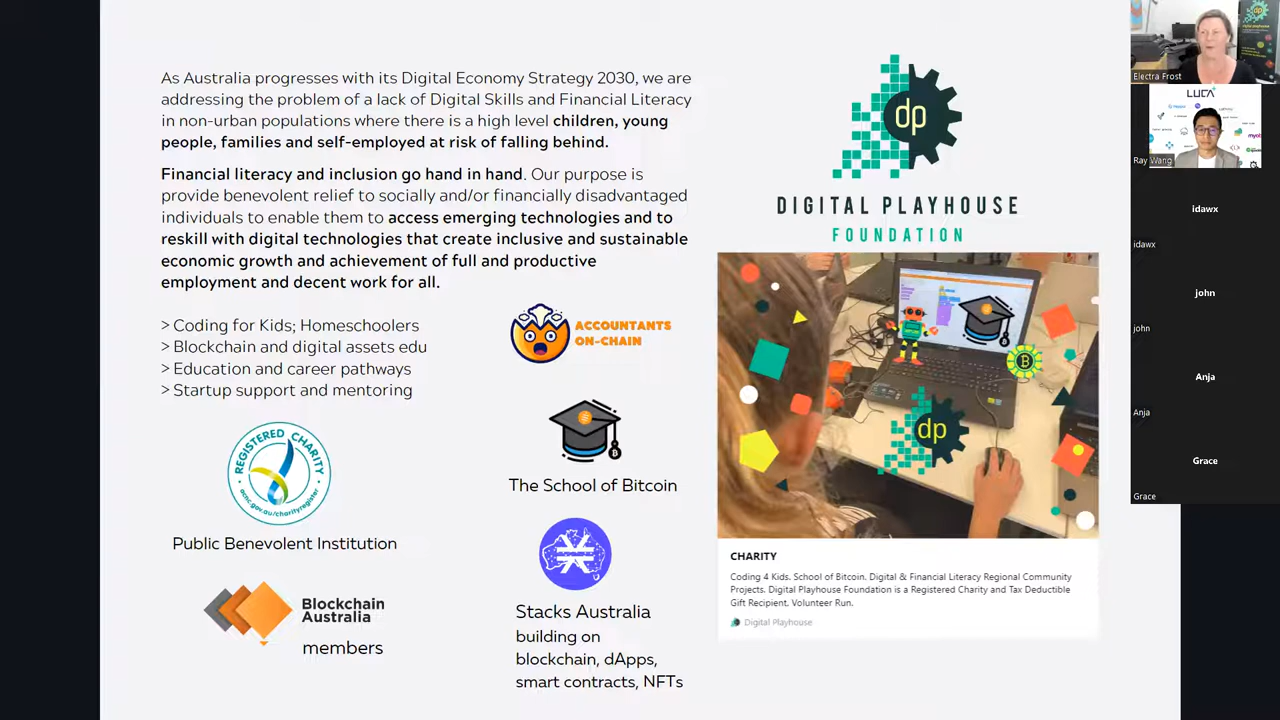 As Australia progresses with its Digital Economy Strategy 2030, we are
addressing the problem of a lack of Digital Skills and Financial Literacy
in non-urban populations where there is a high level children, young
people, families and self-employed at risk of falling behind.
Financial literacy and inclusion go hand in hand. Our purpose is
provide benevolent relief to socially and/or financially disadvantaged
individuals to enable them to access emerging technologies and to
reskill with digital technologies that create inclusive and sustainable
economic growth and achievement of full and productive
employment and decent work for all.
> Coding for Kids; Homeschoolers
> Blockchain and digital assets edu
> Education and career pathways
> Startup support and mentoring
REGISTERED CHARITY
acnc.gov.au/charityregister
Public Benevolent Institution
Blockchain
Australia
members
ACCOUNTANTS
ON-CHAIN
The School of Bitcoin
Stacks Australia
building on
blockchain, dApps,
smart contracts, NFTs
dp
DIGITAL PLAYHOUSE
FOUNDATION
dp
CHARITY
Coding 4 Kids. School of Bitcoin. Digital & Financial Literacy Regional Community
Projects. Digital Playhouse Foundation is a Registered Charity and Tax Deductible
Gift Recipient. Volunteer Run.
Digital Playhouse
dp
Electra Frost
LUCA
Ray Wang
idawx
idawx
john
john
Anja
Anja
Grace
Grace